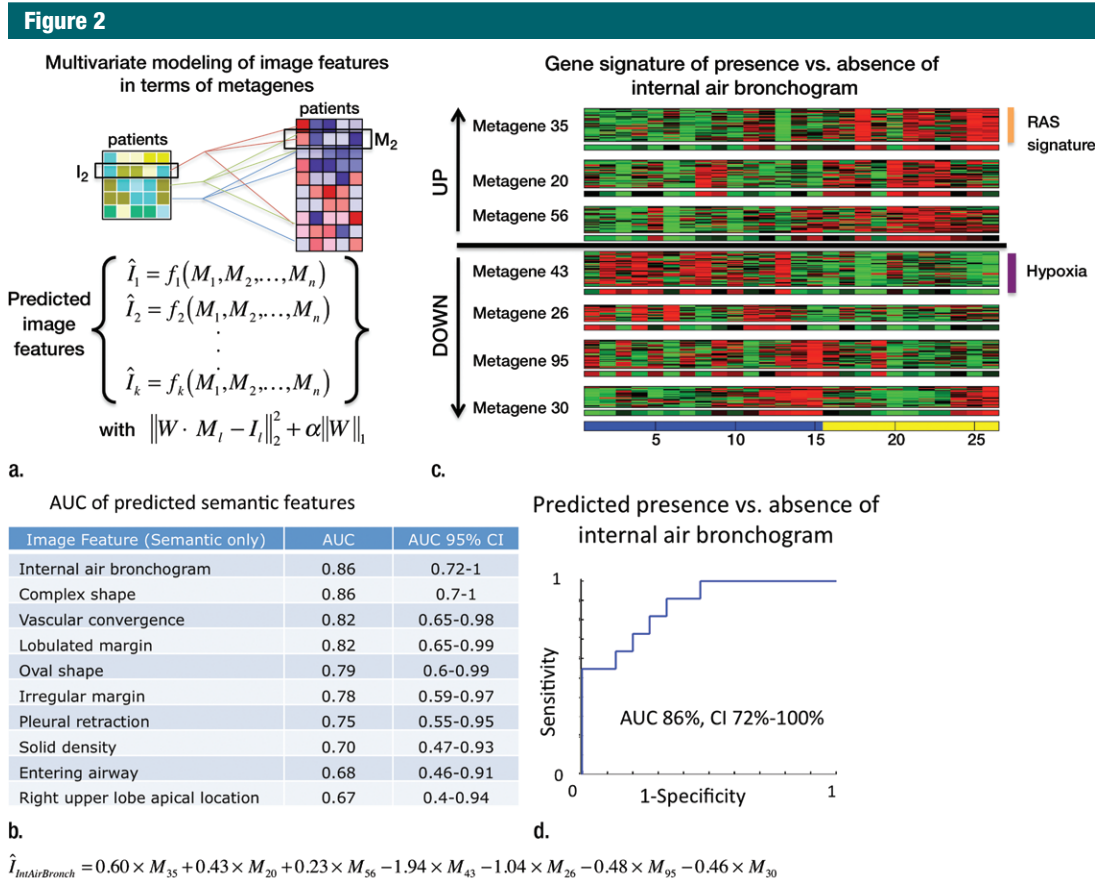 Figure 2
Multivariate modeling of image features
in terms of metagenes
patients
patients
I₂
M₂
Predicted
image
features
Î₁ = f₁(M₁,M₂,...,Mₙ)
Î₂ = f₂(M₁,M₂,...,Mₙ)
.
.
.
Îₖ = fₖ(M₁,M₂,...,Mₙ)
with ‖W · Mₗ − Iₗ‖₂² + α‖W‖₁
a.
Gene signature of presence vs. absence of
internal air bronchogram
UP
DOWN
Metagene 35
Metagene 20
Metagene 56
Metagene 43
Metagene 26
Metagene 95
Metagene 30
RAS
signature
Hypoxia
5 10 15 20 25
c.
AUC of predicted semantic features
Image Feature (Semantic only) AUC AUC 95% CI
Internal air bronchogram 0.86 0.72-1
Complex shape 0.86 0.7-1
Vascular convergence 0.82 0.65-0.98
Lobulated margin 0.82 0.65-0.99
Oval shape 0.79 0.6-0.99
Irregular margin 0.78 0.59-0.97
Pleural retraction 0.75 0.55-0.95
Solid density 0.70 0.47-0.93
Entering airway 0.68 0.46-0.91
Right upper lobe apical location 0.67 0.4-0.94
b.
Predicted presence vs. absence of
internal air bronchogram
1
Sensitivity
AUC 86%, CI 72%-100%
0
0 1-Specificity 1
d.
Î_IntAirBronch = 0.60 × M₃₅ + 0.43 × M₂₀ + 0.23 × M₅₆ − 1.94 × M₄₃ − 1.04 × M₂₆ − 0.48 × M₉₅ − 0.46 × M₃₀